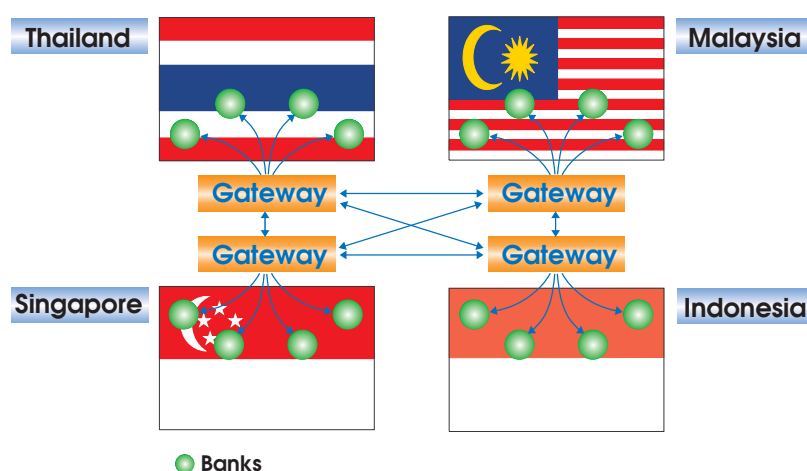 Thailand
Malaysia
Gateway
Gateway
Gateway
Gateway
Singapore
Indonesia
Banks